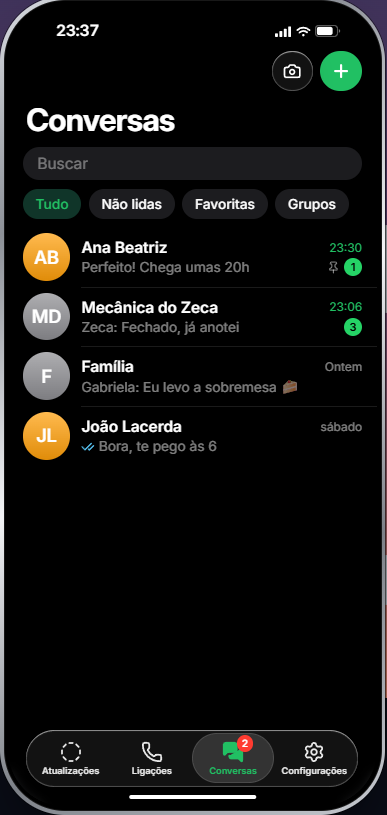 23:37
Conversas
Buscar
Tudo Não lidas Favoritas Grupos
AB Ana Beatriz 23:30
Perfeito! Chega umas 20h 1
MD Mecânica do Zeca 23:06
Zeca: Fechado, já anotei 3
F Família Ontem
Gabriela: Eu levo a sobremesa 🍰
JL João Lacerda sábado
Bora, te pego às 6
2
Atualizações Ligações Conversas Configurações